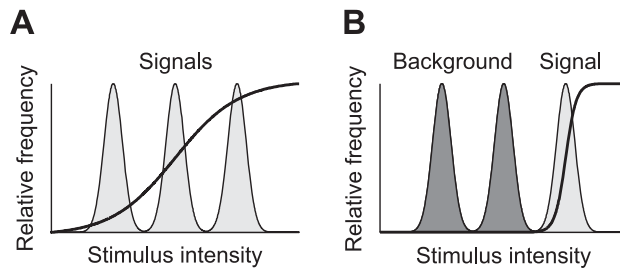 A
Signals
Relative frequency
Stimulus intensity
B
Background
Signal
Relative frequency
Stimulus intensity